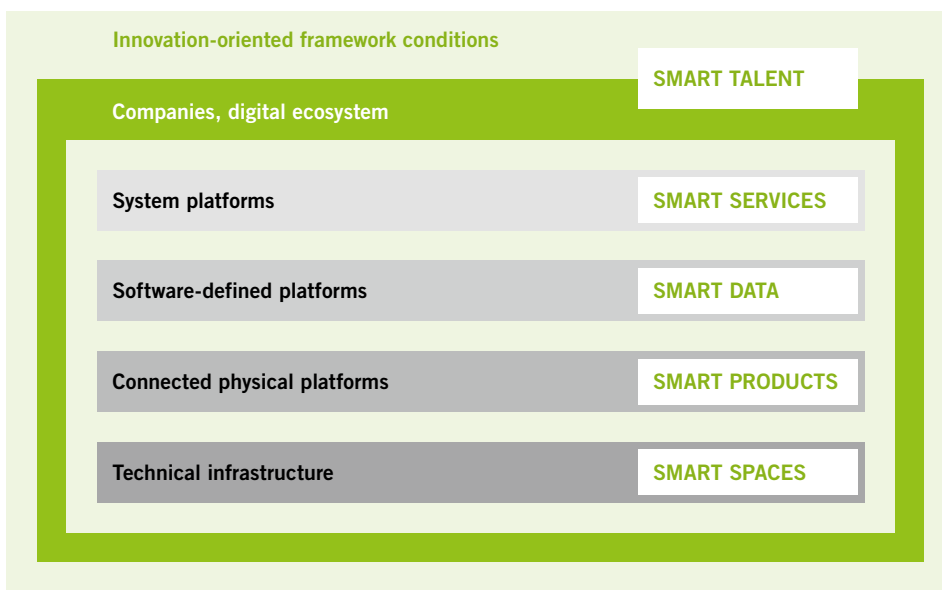 Innovation-oriented framework conditions
SMART TALENT
Companies, digital ecosystem
System platforms
SMART SERVICES
Software-defined platforms
SMART DATA
Connected physical platforms
SMART PRODUCTS
Technical infrastructure
SMART SPACES